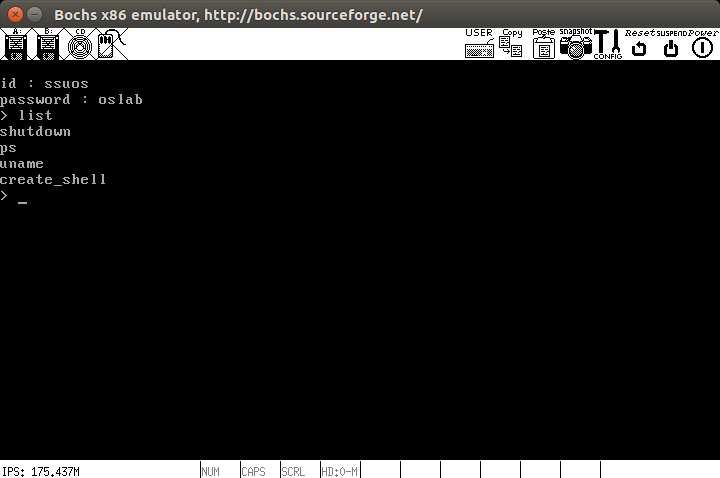 Bochs x86 emulator, http://bochs.sourceforge.net/
A: B: CD USER Copy Paste snapshot CONFIG Reset SUSPEND Power
id : ssuos
password : oslab
> list
shutdown
ps
uname
create_shell
> _
IPS: 175.437M NUM CAPS SCRL HD:0-M